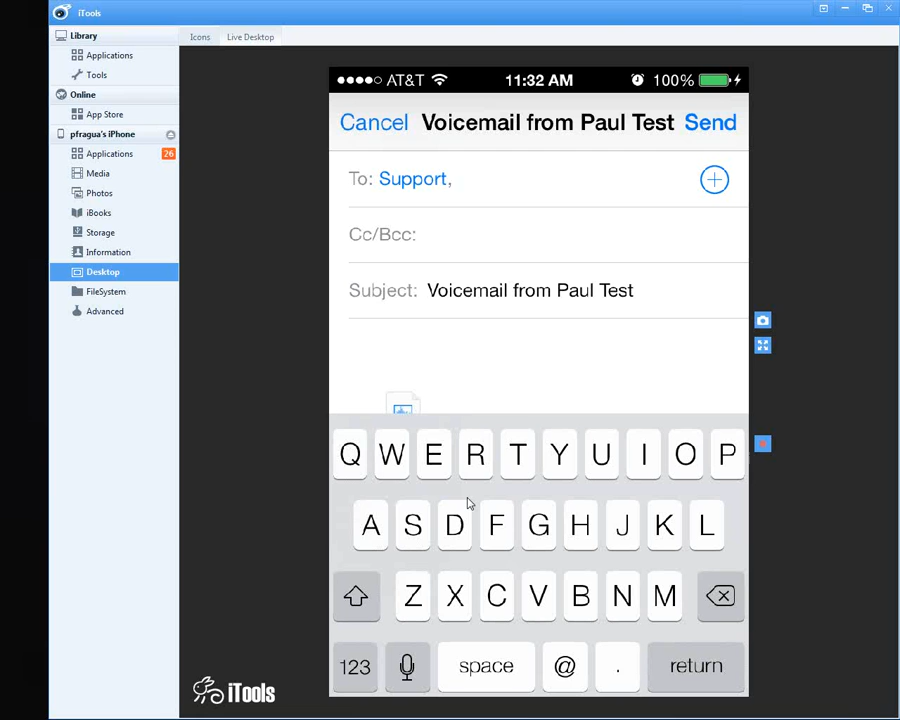 iTools
Library
Applications
Tools
Online
App Store
pfragua's iPhone
Applications 26
Media
Photos
iBooks
Storage
Information
Desktop
FileSystem
Advanced
Icons Live Desktop
AT&T 11:32 AM 100%
Cancel Voicemail from Paul Test Send
To: Support,
Cc/Bcc:
Subject: Voicemail from Paul Test
Q W E R T Y U I O P
A S D F G H J K L
Z X C V B N M
123 space @ . return
iTools